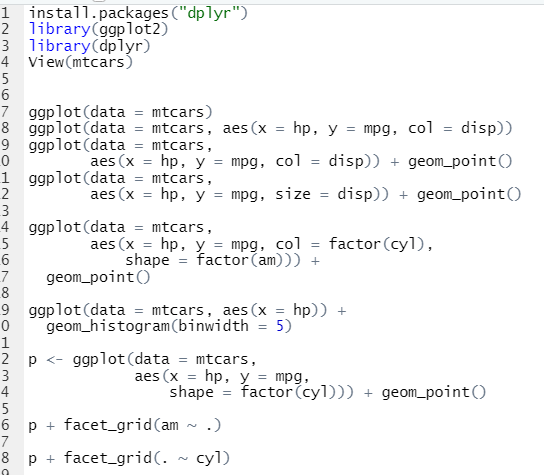 1 install.packages("dplyr")
2 library(ggplot2)
3 library(dplyr)
4 View(mtcars)
5
6
7 ggplot(data = mtcars)
8 ggplot(data = mtcars, aes(x = hp, y = mpg, col = disp))
9 ggplot(data = mtcars,
0        aes(x = hp, y = mpg, col = disp)) + geom_point()
1 ggplot(data = mtcars,
2        aes(x = hp, y = mpg, size = disp)) + geom_point()
3
4 ggplot(data = mtcars,
5        aes(x = hp, y = mpg, col = factor(cyl),
6            shape = factor(am))) +
7   geom_point()
8
9 ggplot(data = mtcars, aes(x = hp)) +
0   geom_histogram(binwidth = 5)
1
2 p <- ggplot(data = mtcars,
3             aes(x = hp, y = mpg,
4                 shape = factor(cyl))) + geom_point()
5
6 p + facet_grid(am ~ .)
7
8 p + facet_grid(. ~ cyl)
9